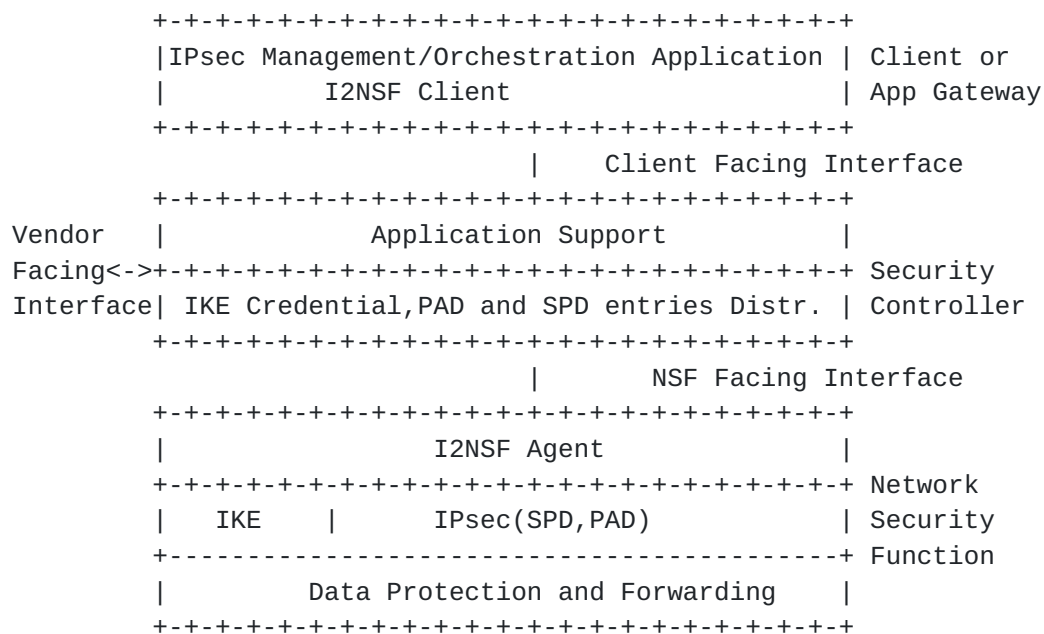 +-+-+-+-+-+-+-+-+-+-+-+-+-+-+-+-+-+-+-+-+-+-+
|IPsec Management/Orchestration Application | Client or
|          I2NSF Client                     | App Gateway
+-+-+-+-+-+-+-+-+-+-+-+-+-+-+-+-+-+-+-+-+-+-+
|    Client Facing Interface
+-+-+-+-+-+-+-+-+-+-+-+-+-+-+-+-+-+-+-+-+-+-+
Vendor   |             Application Support           |
Facing<->+-+-+-+-+-+-+-+-+-+-+-+-+-+-+-+-+-+-+-+-+-+-+ Security
Interface| IKE Credential,PAD and SPD entries Distr. | Controller
+-+-+-+-+-+-+-+-+-+-+-+-+-+-+-+-+-+-+-+-+-+-+
|       NSF Facing Interface
+-+-+-+-+-+-+-+-+-+-+-+-+-+-+-+-+-+-+-+-+-+-+
|                 I2NSF Agent               |
+-+-+-+-+-+-+-+-+-+-+-+-+-+-+-+-+-+-+-+-+-+-+ Network
|   IKE    |      IPsec(SPD,PAD)            | Security
+-------------------------------------------+ Function
|         Data Protection and Forwarding    |
+-+-+-+-+-+-+-+-+-+-+-+-+-+-+-+-+-+-+-+-+-+-+